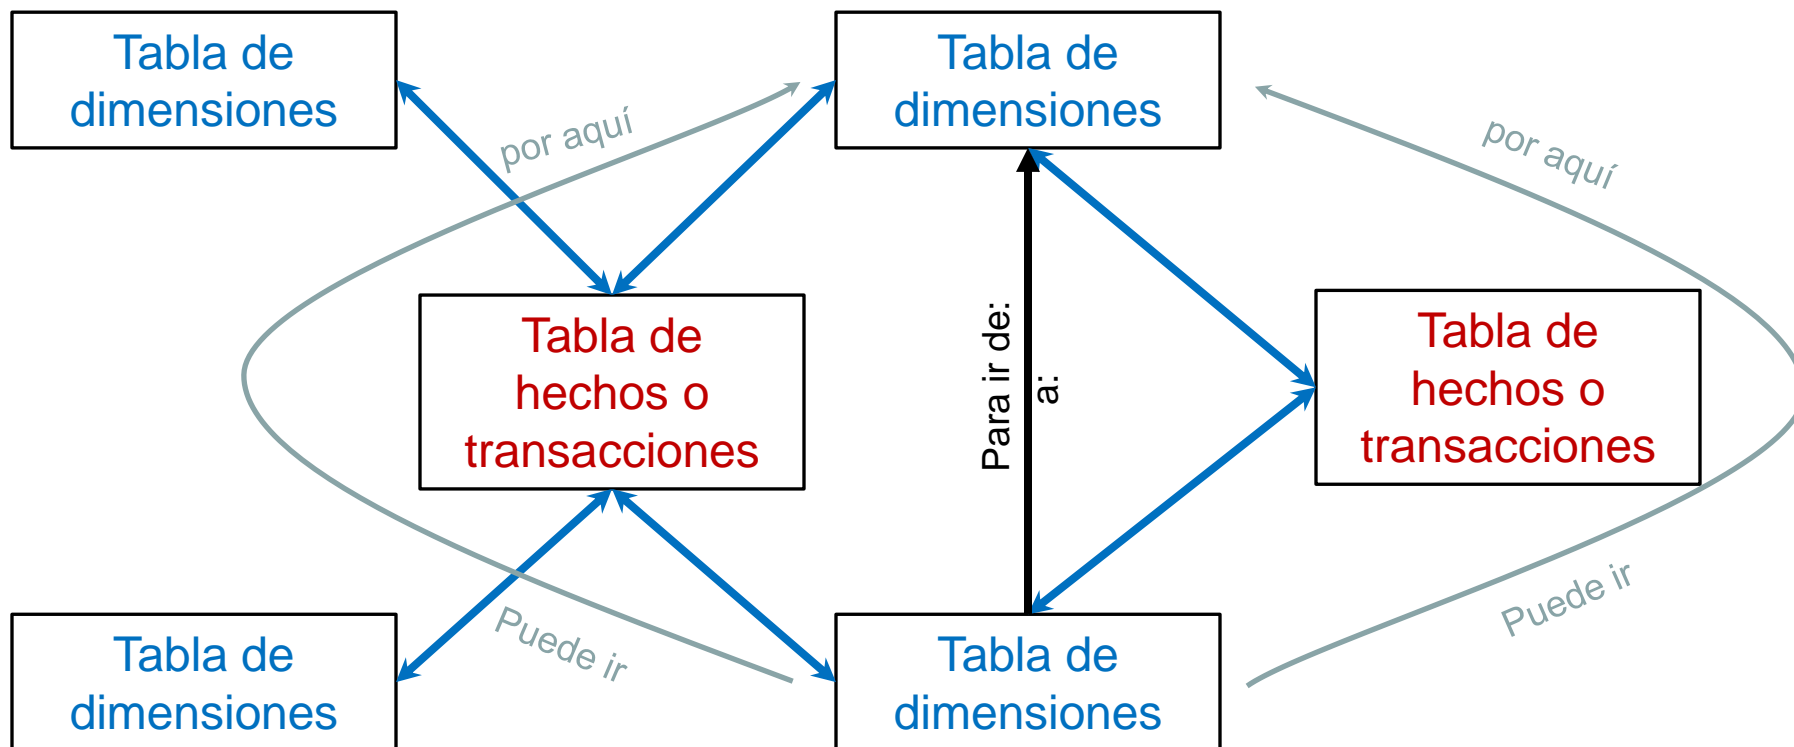 Tabla de
dimensiones
Tabla de
dimensiones
por aquí
por aquí
Tabla de
hechos o
transacciones
Para ir de:
a:
Tabla de
hechos o
transacciones
Puede ir
Puede ir
Tabla de
dimensiones
Tabla de
dimensiones